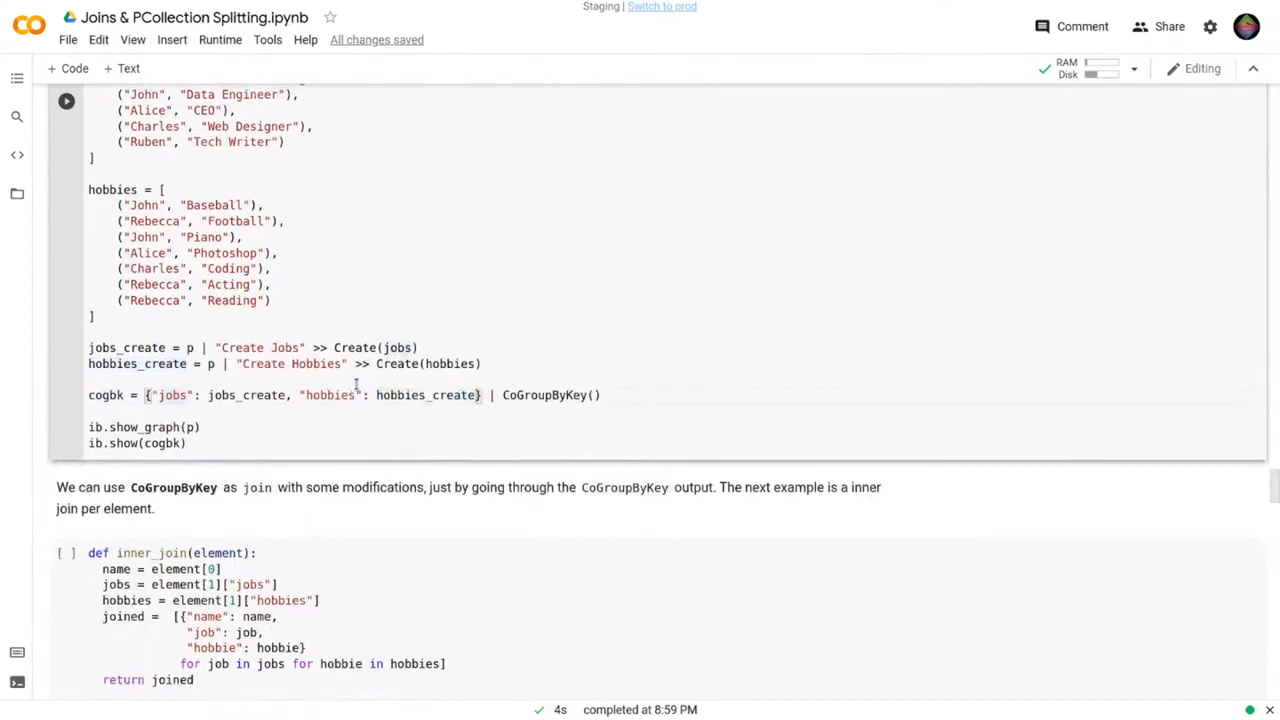 Staging | Switch to prod
Joins & PCollection Splitting.ipynb
Comment
Share
File Edit View Insert Runtime Tools Help All changes saved
+ Code + Text
RAM
Disk
Editing
("John", "Data Engineer"),
("Alice", "CEO"),
("Charles", "Web Designer"),
("Ruben", "Tech Writer")
]
hobbies = [
("John", "Baseball"),
("Rebecca", "Football"),
("John", "Piano"),
("Alice", "Photoshop"),
("Charles", "Coding"),
("Rebecca", "Acting"),
("Rebecca", "Reading")
]
jobs_create = p | "Create Jobs" >> Create(jobs)
hobbies_create = p | "Create Hobbies" >> Create(hobbies)
cogbk = {"jobs": jobs_create, "hobbies": hobbies_create} | CoGroupByKey()
ib.show_graph(p)
ib.show(cogbk)
We can use CoGroupByKey as join with some modifications, just by going through the CoGroupByKey output. The next example is a inner
join per element.
[ ] def inner_join(element):
name = element[0]
jobs = element[1]["jobs"]
hobbies = element[1]["hobbies"]
joined = [{"name": name,
"job": job,
"hobbie": hobbie}
for job in jobs for hobbie in hobbies]
return joined
4s completed at 8:59 PM